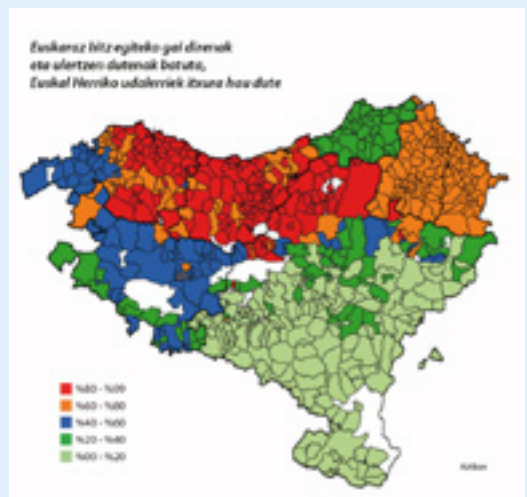 Euskaraz hitz egiteko gai direnak
eta ulertzen dutenak batuta,
Euskal Herriko udalerriek itxura hau dute
%80 - %99
%60 - %80
%40 - %60
%20 - %40
%00 - %20